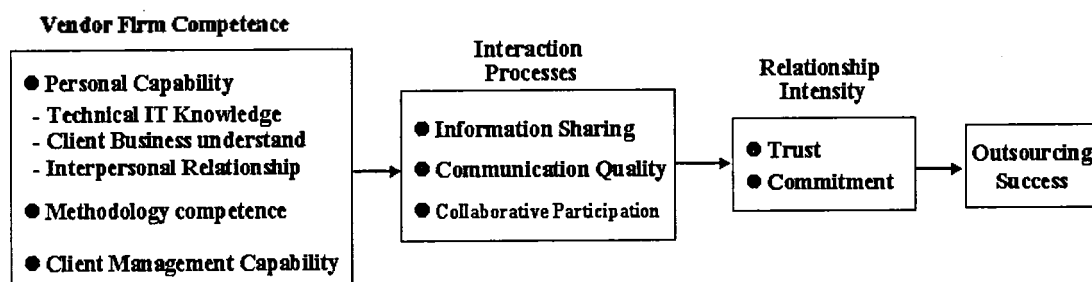 Vendor Firm Competence
● Personal Capability
- Technical IT Knowledge
- Client Business understand
- Interpersonal Relationship
● Methodology competence
● Client Management Capability
Interaction
Processes
● Information Sharing
● Communication Quality
● Collaborative Participation
Relationship
Intensity
● Trust
● Commitment
Outsourcing
Success